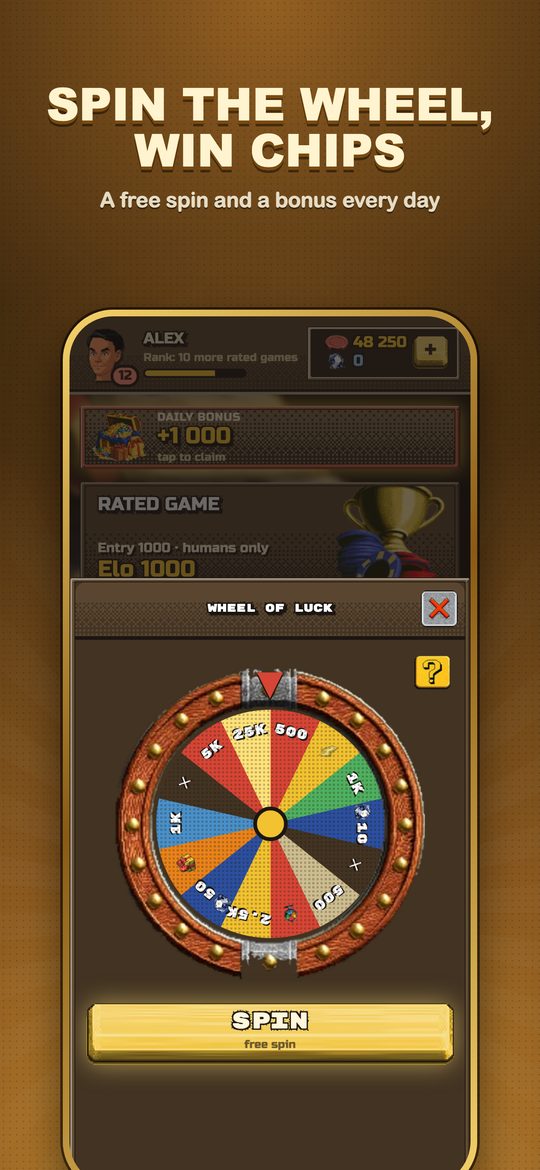 SPIN THE WHEEL,
WIN CHIPS
A free spin and a bonus every day
ALEX
Rank: 10 more rated games
12
48 250
0
+
DAILY BONUS
+1 000
tap to claim
RATED GAME
Entry 1000 · humans only
Elo 1000
WHEEL OF LUCK
?
5K
25K
500
1K
10
×
500
2.5K
50
1K
×
SPIN
free spin